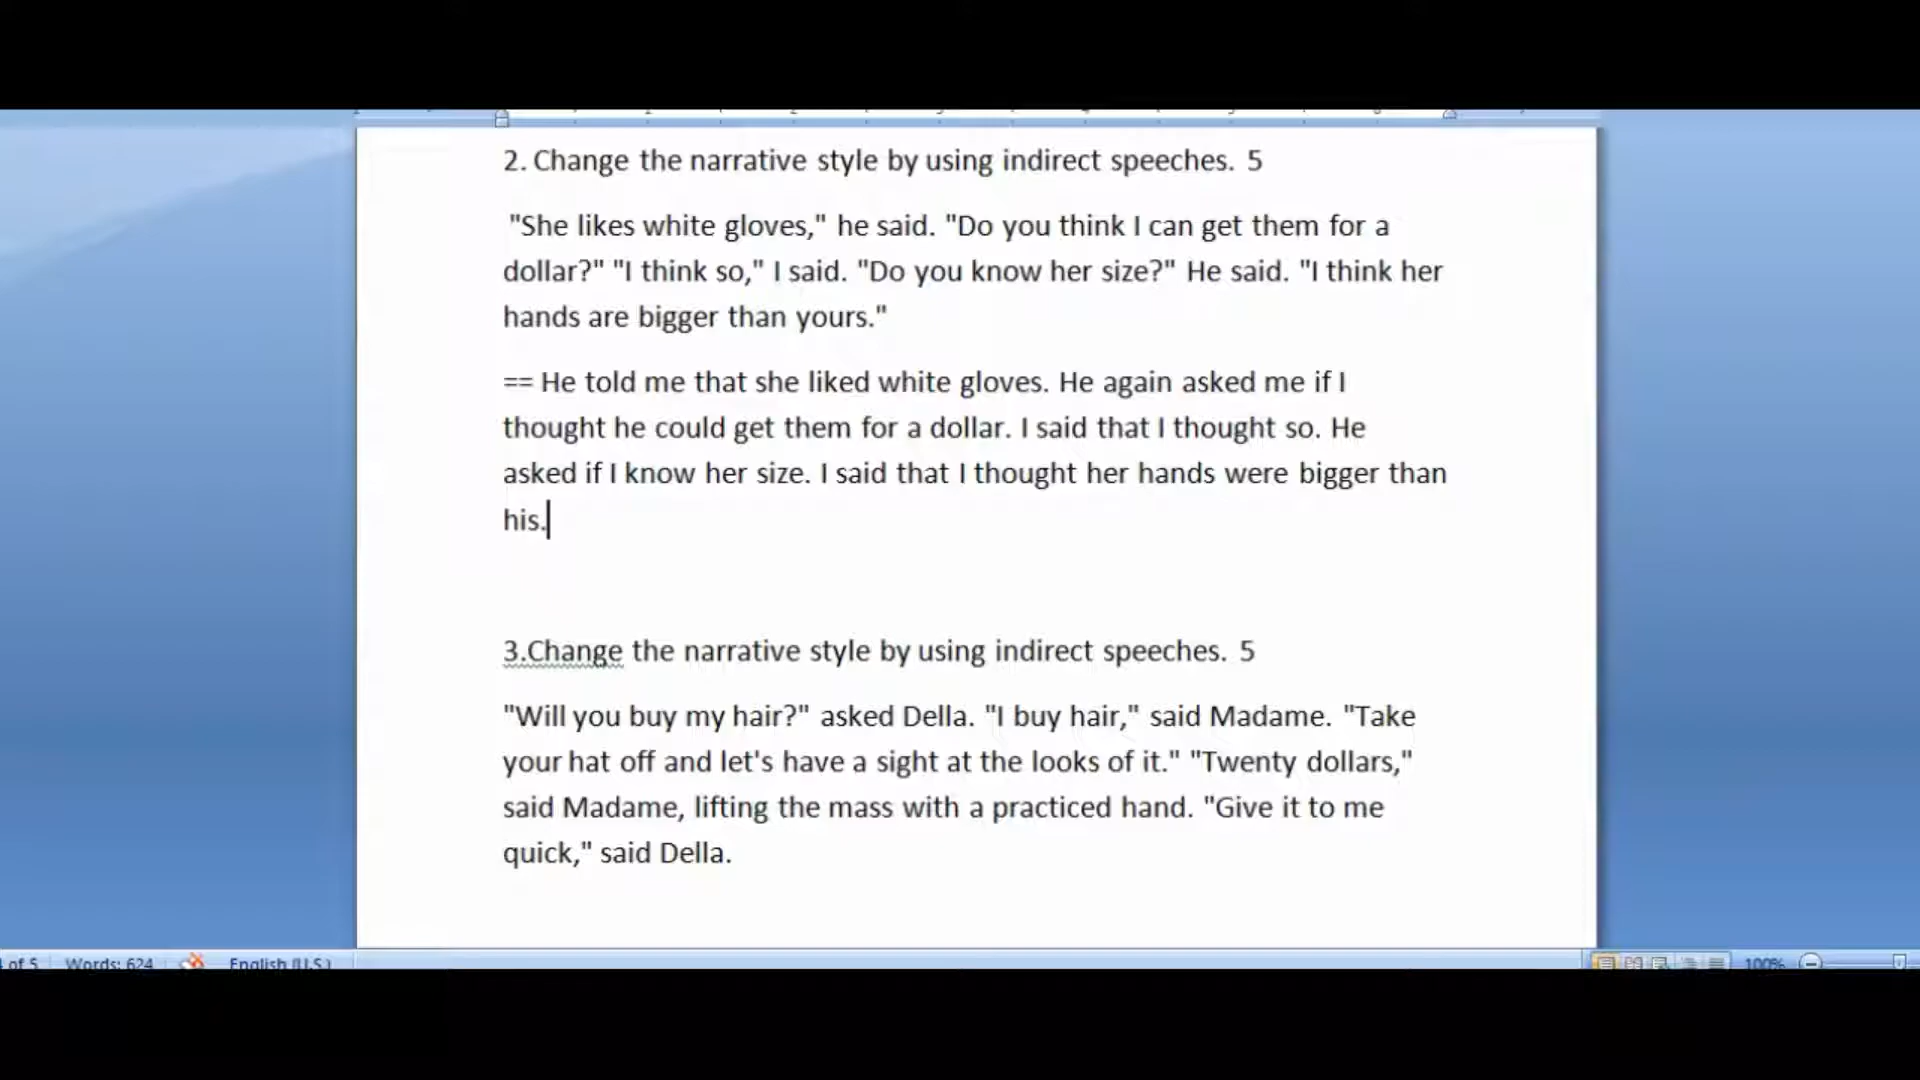 2. Change the narrative style by using indirect speeches. 5
"She likes white gloves," he said. "Do you think I can get them for a
dollar?" "I think so," I said. "Do you know her size?" He said. "I think her
hands are bigger than yours."
== He told me that she liked white gloves. He again asked me if I
thought he could get them for a dollar. I said that I thought so. He
asked if I know her size. I said that I thought her hands were bigger than
his.
3.Change the narrative style by using indirect speeches. 5
"Will you buy my hair?" asked Della. "I buy hair," said Madame. "Take
your hat off and let's have a sight at the looks of it." "Twenty dollars,"
said Madame, lifting the mass with a practiced hand. "Give it to me
quick," said Della.
of 5 Words: 624 English (U.S.) 100%